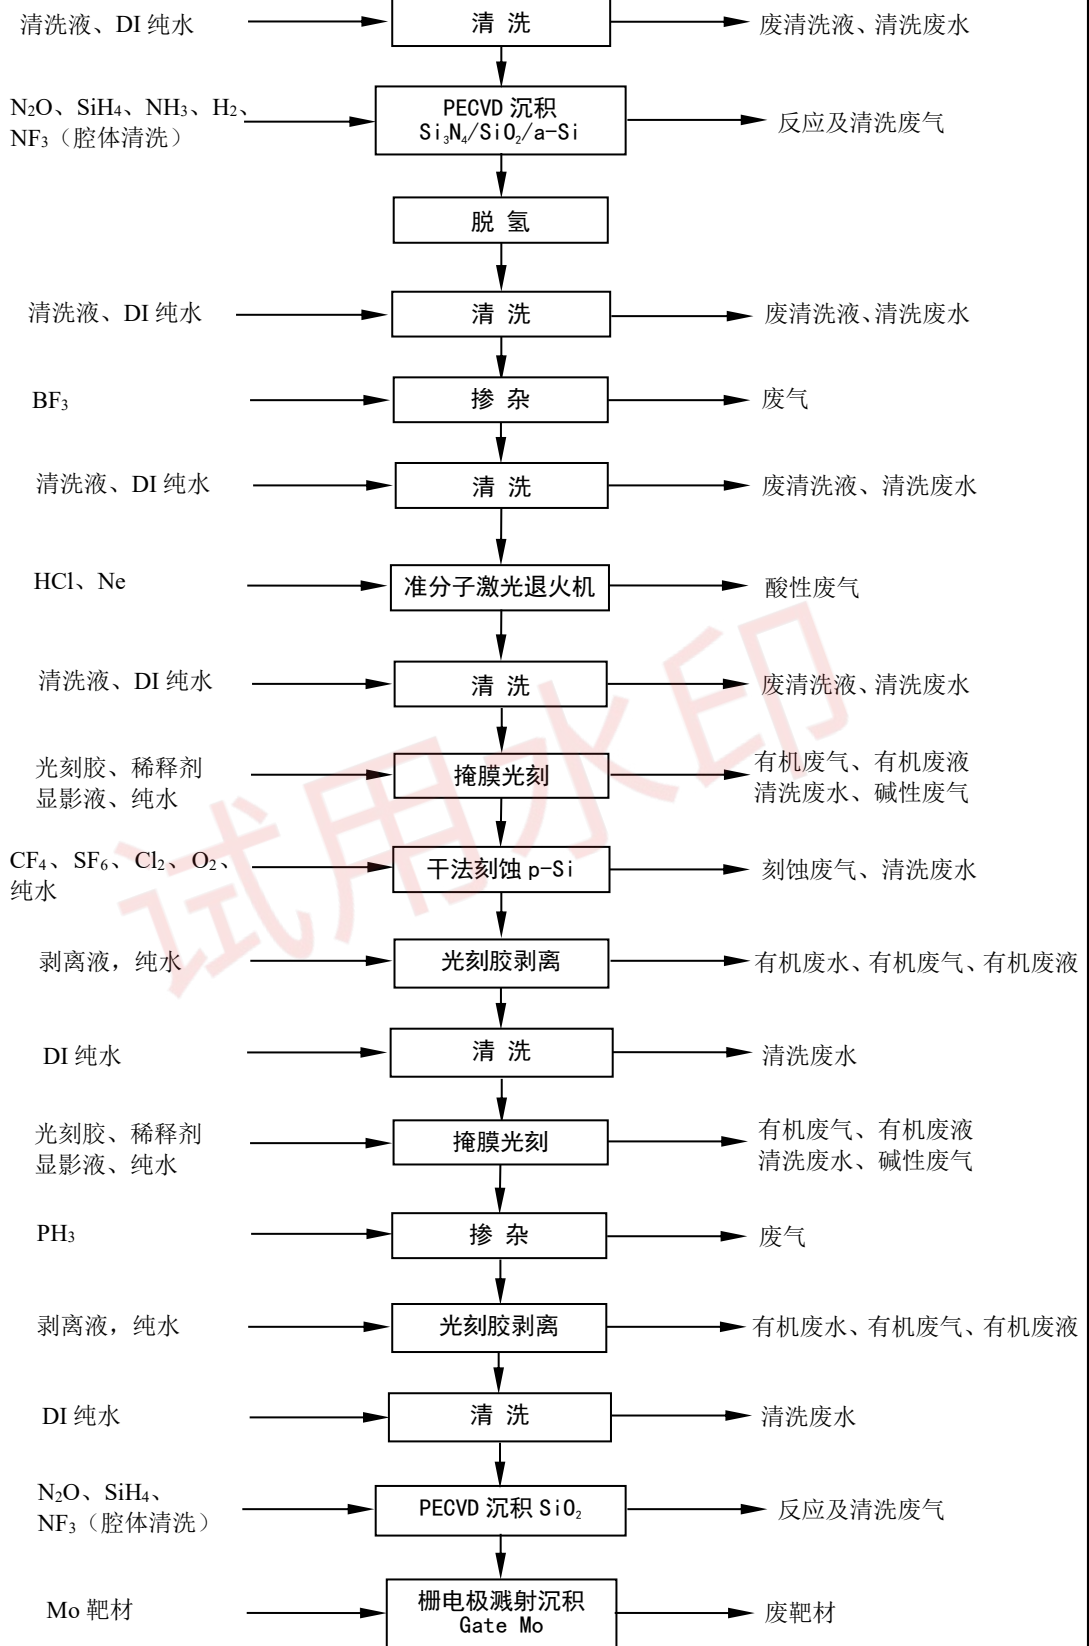 清洗液、DI 纯水
清 洗
废清洗液、清洗废水
N₂O、SiH₄、NH₃、H₂、
NF₃（腔体清洗）
PECVD 沉积
Si₃N₄/SiO₂/a-Si
反应及清洗废气
脱 氢
清洗液、DI 纯水
清 洗
废清洗液、清洗废水
BF₃
掺 杂
废气
清洗液、DI 纯水
清 洗
废清洗液、清洗废水
HCl、Ne
准分子激光退火机
酸性废气
清洗液、DI 纯水
清 洗
废清洗液、清洗废水
光刻胶、稀释剂
显影液、纯水
掩膜光刻
有机废气、有机废液
清洗废水、碱性废气
CF₄、SF₆、Cl₂、O₂、
纯水
干法刻蚀 p-Si
刻蚀废气、清洗废水
剥离液，纯水
光刻胶剥离
有机废水、有机废气、有机废液
DI 纯水
清 洗
清洗废水
光刻胶、稀释剂
显影液、纯水
掩膜光刻
有机废气、有机废液
清洗废水、碱性废气
PH₃
掺 杂
废气
剥离液，纯水
光刻胶剥离
有机废水、有机废气、有机废液
DI 纯水
清 洗
清洗废水
N₂O、SiH₄、
NF₃（腔体清洗）
PECVD 沉积 SiO₂
反应及清洗废气
Mo 靶材
栅电极溅射沉积
Gate Mo
废靶材
试用水印